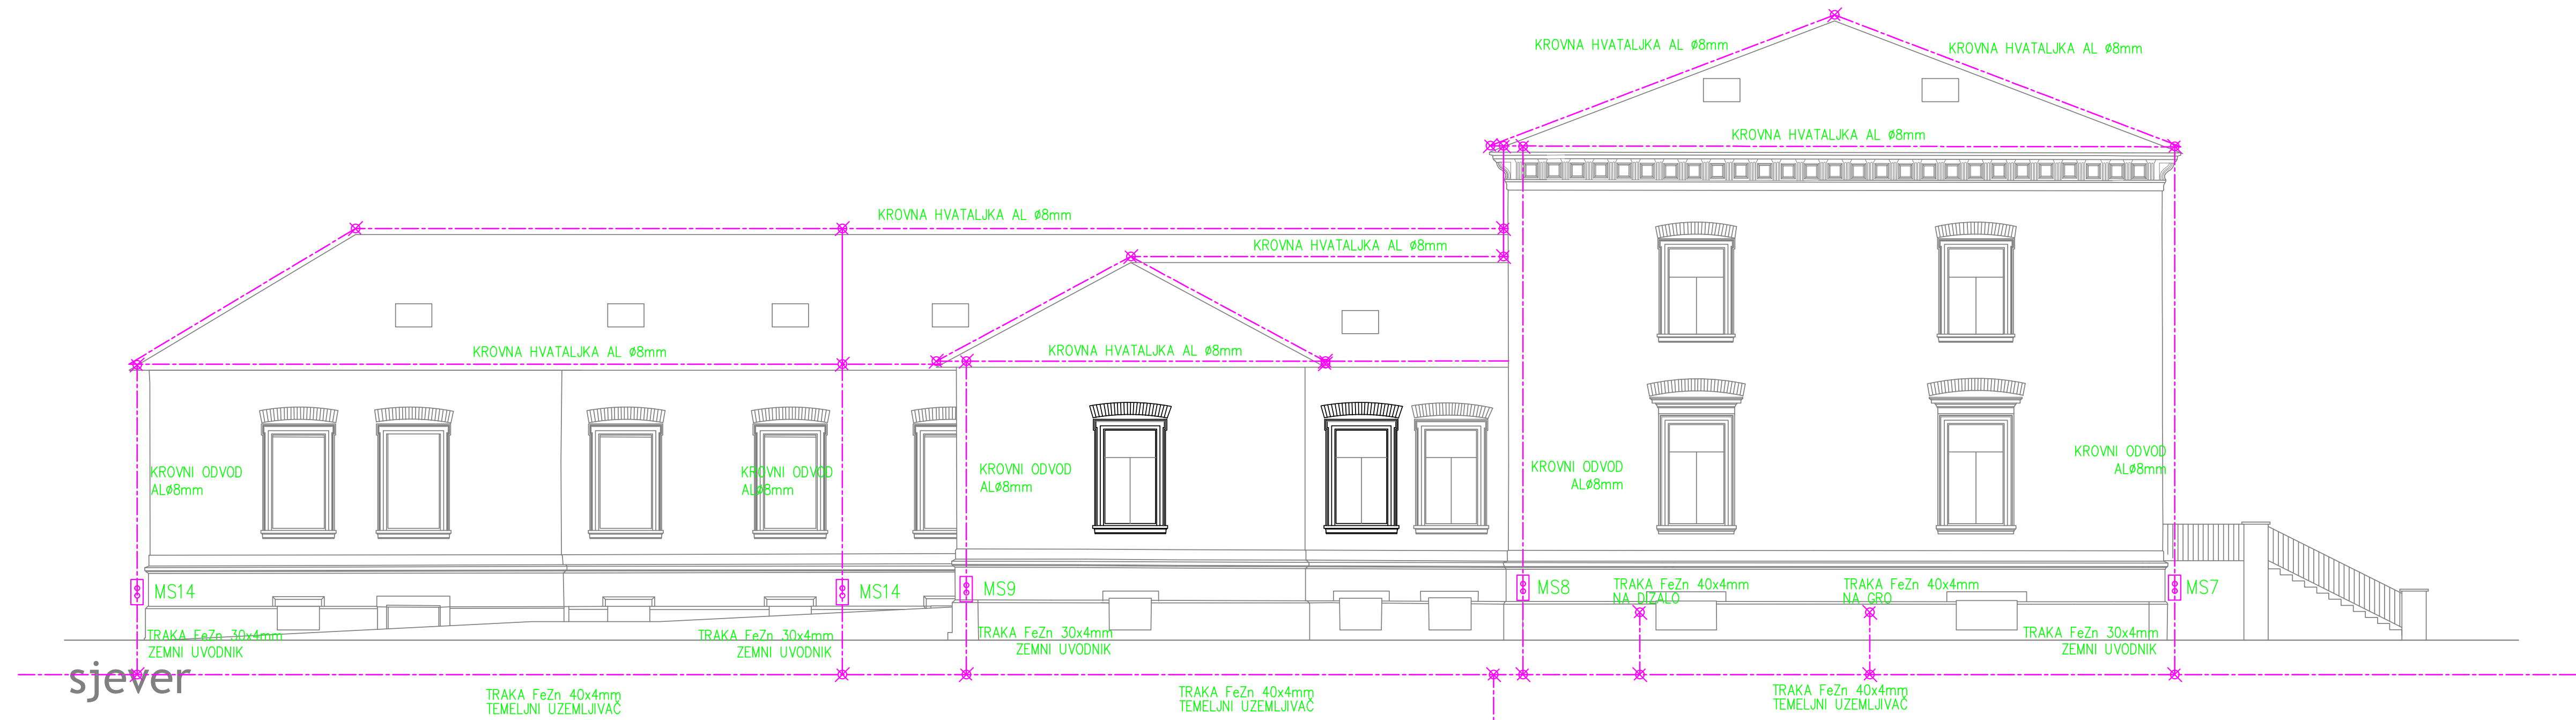 KROVNA HVATALJKA AL ø8mm
KROVNA HVATALJKA AL ø8mm
KROVNA HVATALJKA AL ø8mm
KROVNA HVATALJKA AL ø8mm
KROVNA HVATALJKA AL ø8mm
KROVNA HVATALJKA AL ø8mm
KROVNA HVATALJKA AL ø8mm
KROVNI ODVOD
ALø8mm
KROVNI ODVOD
ALø8mm
KROVNI ODVOD
ALø8mm
KROVNI ODVOD
ALø8mm
KROVNI ODVOD
ALø8mm
MS14
MS14
MS9
MS8
TRAKA FeZn 40x4mm
NA DIZALO
TRAKA FeZn 40x4mm
NA GRO
MS7
TRAKA FeZn 30x4mm
ZEMNI UVODNIK
TRAKA FeZn 30x4mm
ZEMNI UVODNIK
TRAKA FeZn 30x4mm
ZEMNI UVODNIK
TRAKA FeZn 30x4mm
ZEMNI UVODNIK
sjever
TRAKA FeZn 40x4mm
TEMELJNI UZEMLJIVAČ
TRAKA FeZn 40x4mm
TEMELJNI UZEMLJIVAČ
TRAKA FeZn 40x4mm
TEMELJNI UZEMLJIVAČ